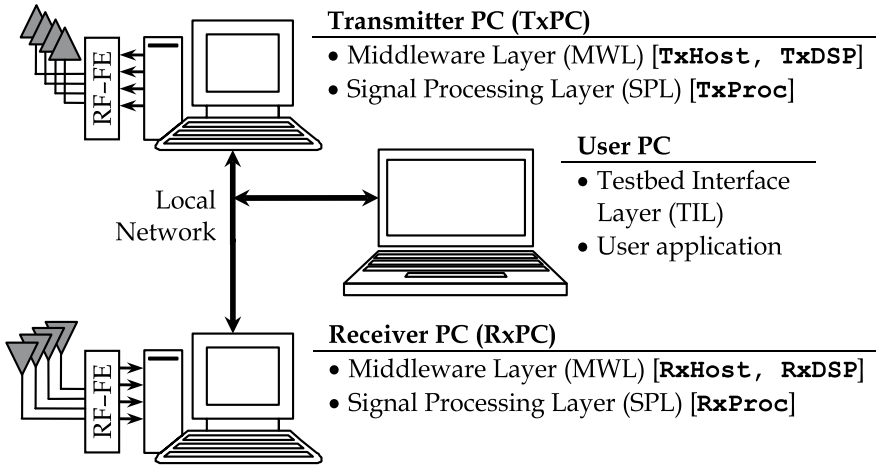 Transmitter PC (TxPC)
• Middleware Layer (MWL) [TxHost, TxDSP]
• Signal Processing Layer (SPL) [TxProc]
RF–FE
User PC
• Testbed Interface
Layer (TIL)
• User application
Local
Network
Receiver PC (RxPC)
• Middleware Layer (MWL) [RxHost, RxDSP]
• Signal Processing Layer (SPL) [RxProc]
RF–FE